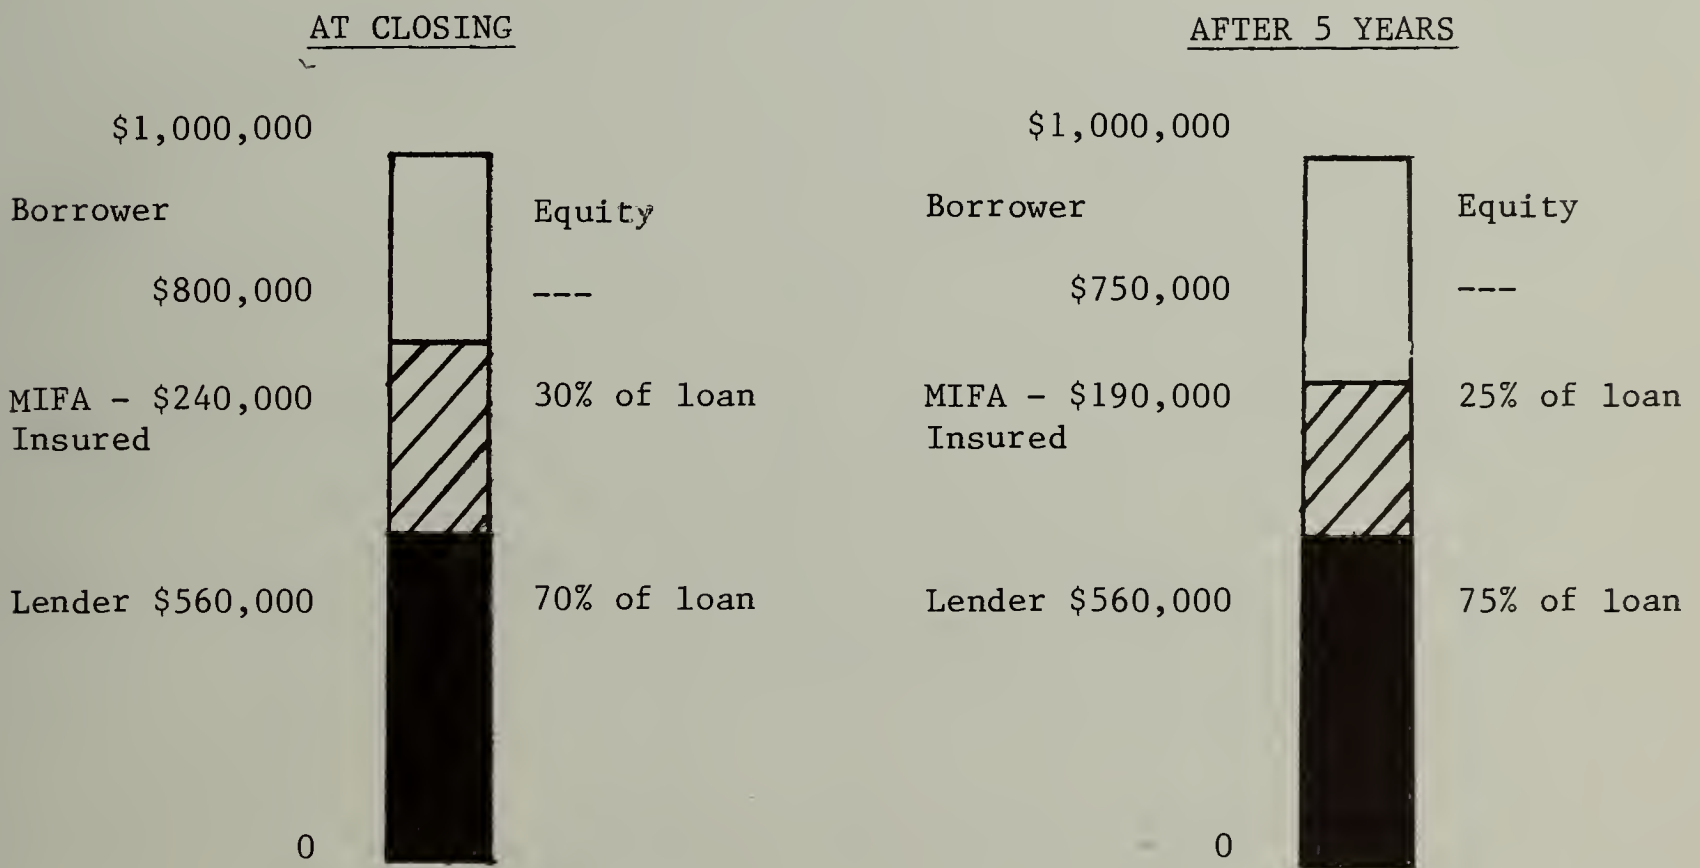 AT CLOSING
$1,000,000
Borrower Equity
$800,000 ---
MIFA - $240,000 30% of loan
Insured
Lender $560,000 70% of loan
0
AFTER 5 YEARS
$1,000,000
Borrower Equity
$750,000 ---
MIFA - $190,000 25% of loan
Insured
Lender $560,000 75% of loan
0